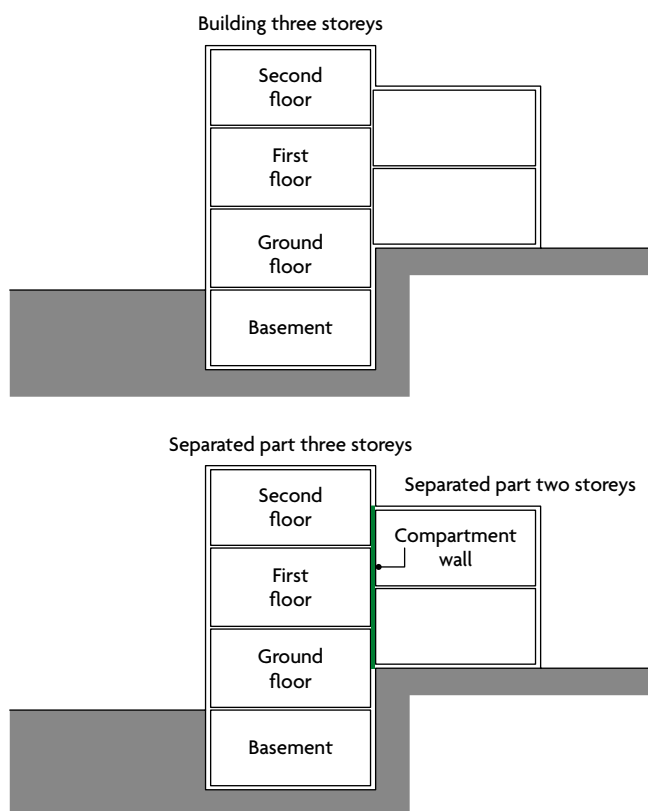 Building three storeys
Second
floor
First
floor
Ground
floor
Basement
Separated part three storeys
Separated part two storeys
Second
floor
Compartment
wall
First
floor
Ground
floor
Basement